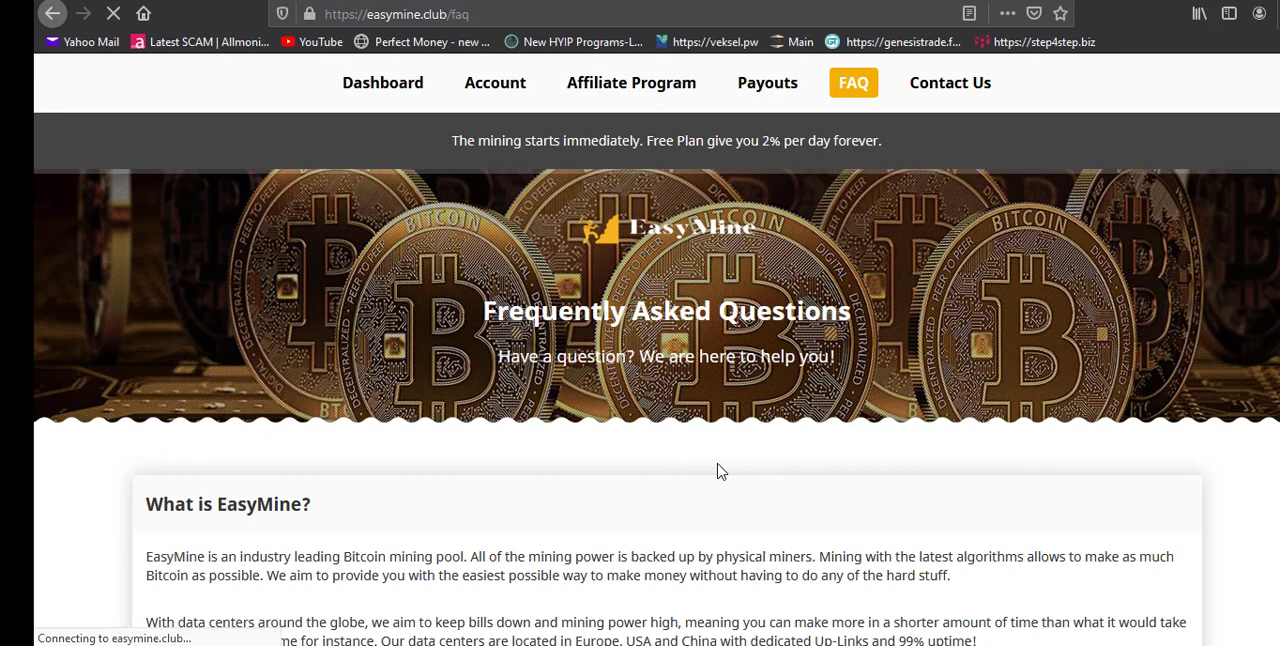 https://easymine.club/faq
Yahoo Mail Latest SCAM | Allmoni... YouTube Perfect Money - new ... New HYIP Programs-L... https://veksel.pw Main https://genesistrade.f... https://step4step.biz
Dashboard Account Affiliate Program Payouts FAQ Contact Us
The mining starts immediately. Free Plan give you 2% per day forever.
EasyMine
Frequently Asked Questions
Have a question? We are here to help you!
BITCOIN BITCOIN BITCOIN
PEER TO PEER DIGITAL DECENTRALIZED
What is EasyMine?
EasyMine is an industry leading Bitcoin mining pool. All of the mining power is backed up by physical miners. Mining with the latest algorithms allows to make as much
Bitcoin as possible. We aim to provide you with the easiest possible way to make money without having to do any of the hard stuff.
With data centers around the globe, we aim to keep bills down and mining power high, meaning you can make more in a shorter amount of time than what it would take
me for instance. Our data centers are located in Europe, USA and China with dedicated Up-Links and 99% uptime!
Connecting to easymine.club...